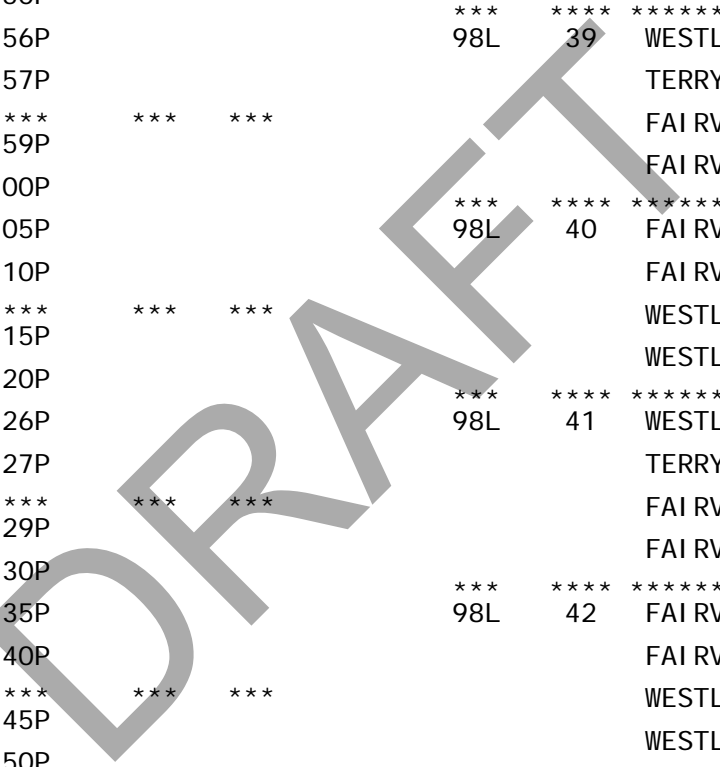 *** **** ******
56P 98L 39 WESTL
57P TERRY
*** *** *** FAIRV
59P FAIRV
00P
*** **** ******
05P 98L 40 FAIRV
10P FAIRV
*** *** *** WESTL
15P WESTL
20P
*** **** ******
26P 98L 41 WESTL
27P TERRY
*** *** *** FAIRV
29P FAIRV
30P
*** **** ******
35P 98L 42 FAIRV
40P FAIRV
*** *** *** WESTL
45P WESTL
50P
DRAFT